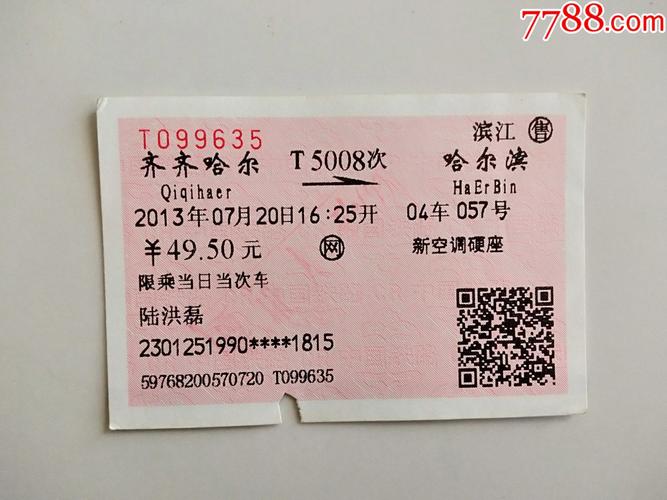 7788.com
T099635 滨江 售
齐齐哈尔 T5008次 哈尔滨
Qiqihaer HaErBin
2013年07月20日16:25开 04车 057号
￥49.50元 网 新空调硬座
限乘当日当次车
陆洪磊
2301251990****1815
59768200570720 T099635